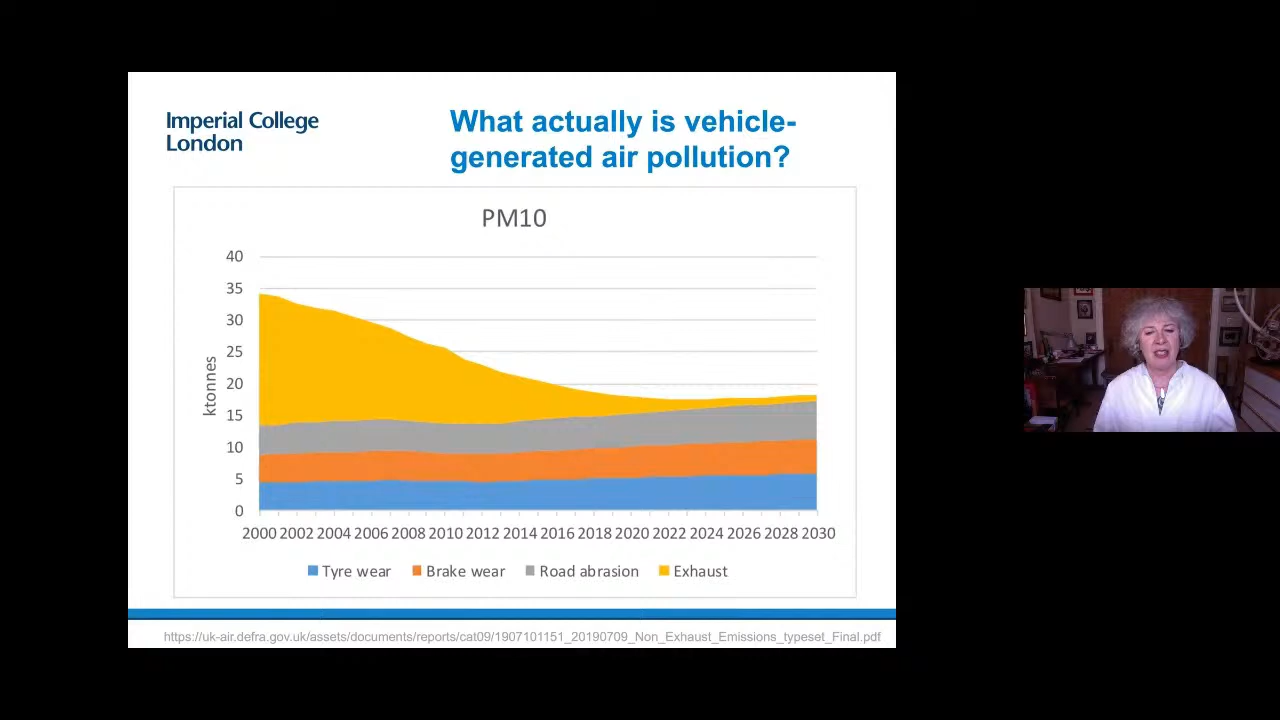 Imperial College
London
What actually is vehicle-
generated air pollution?
PM10
40
35
30
25
20
15
10
5
0
ktonnes
2000 2002 2004 2006 2008 2010 2012 2014 2016 2018 2020 2022 2024 2026 2028 2030
Tyre wear Brake wear Road abrasion Exhaust
https://uk-air.defra.gov.uk/assets/documents/reports/cat09/1907101151_20190709_Non_Exhaust_Emissions_typeset_Final.pdf